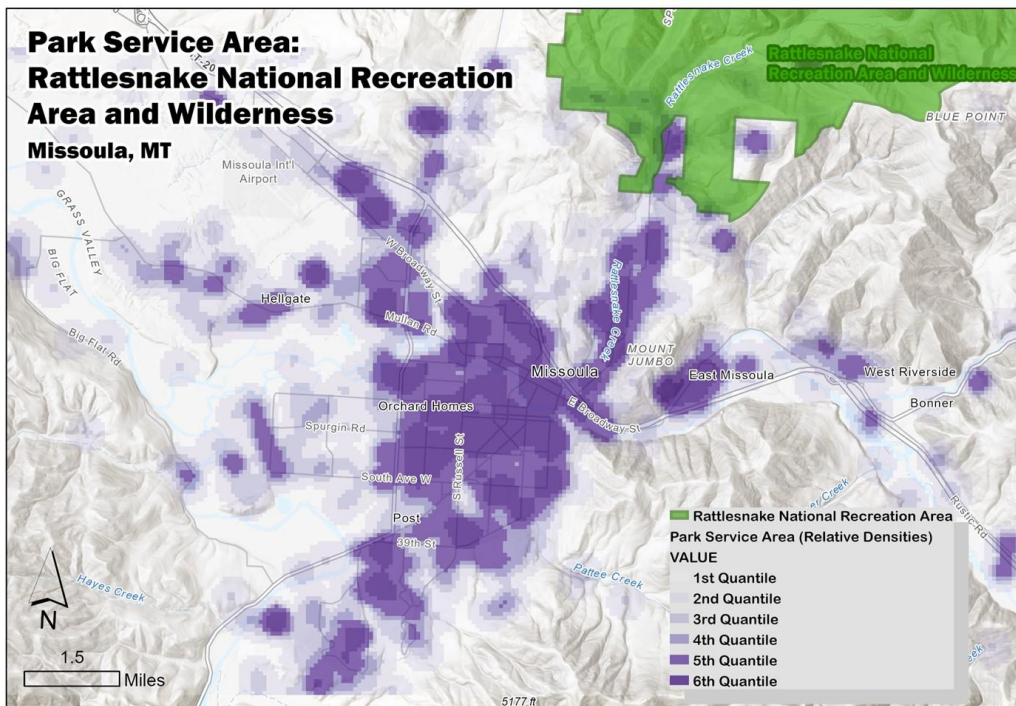 Park Service Area:
Rattlesnake National Recreation
Area and Wilderness
Missoula, MT
Rattlesnake National
Recreation Area and Wilderness
Rattlesnake Creek
BLUE POINT
Missoula Int'l
Airport
GRASS VALLEY
BIG FLAT
W Broadway St
Hellgate
Mullan Rd
Big Flat Rd
Rattlesnake Creek
MOUNT
JUMBO
Missoula
East Missoula
West Riverside
Bonner
Orchard Homes
E Broadway St
Spurgin Rd
S Russell St
South Ave W
Post
39th St
Rustic Rd
Pattee Creek
Hayes Creek
Creek
N
1.5
Miles
5177 ft
Rattlesnake National Recreation Area
Park Service Area (Relative Densities)
VALUE
1st Quantile
2nd Quantile
3rd Quantile
4th Quantile
5th Quantile
6th Quantile